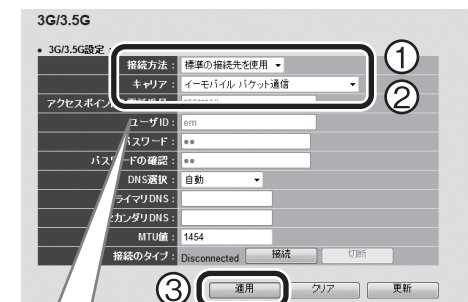 3G/3.5G
• 3G/3.5G設定
接続方法： 標準の接続先を使用 ①
キャリア： イーモバイル パケット通信 ②
アクセスポイン
ユーザID： em
スワード： ●●
パス ードの確認： ●●
DNS選択： 自動
ライマリDNS：
カンダリDNS：
MTU値： 1454
接続のタイプ： Disconnected 接続 切断
③ 適用 クリア 更新